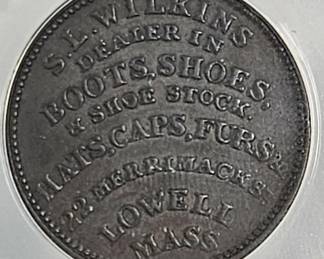 S. L. WILKINS
DEALER IN
BOOTS, SHOES,
& SHOE STOCK.
HATS, CAPS, FURS &
22 MERRIMACK St.
LOWELL
MASS